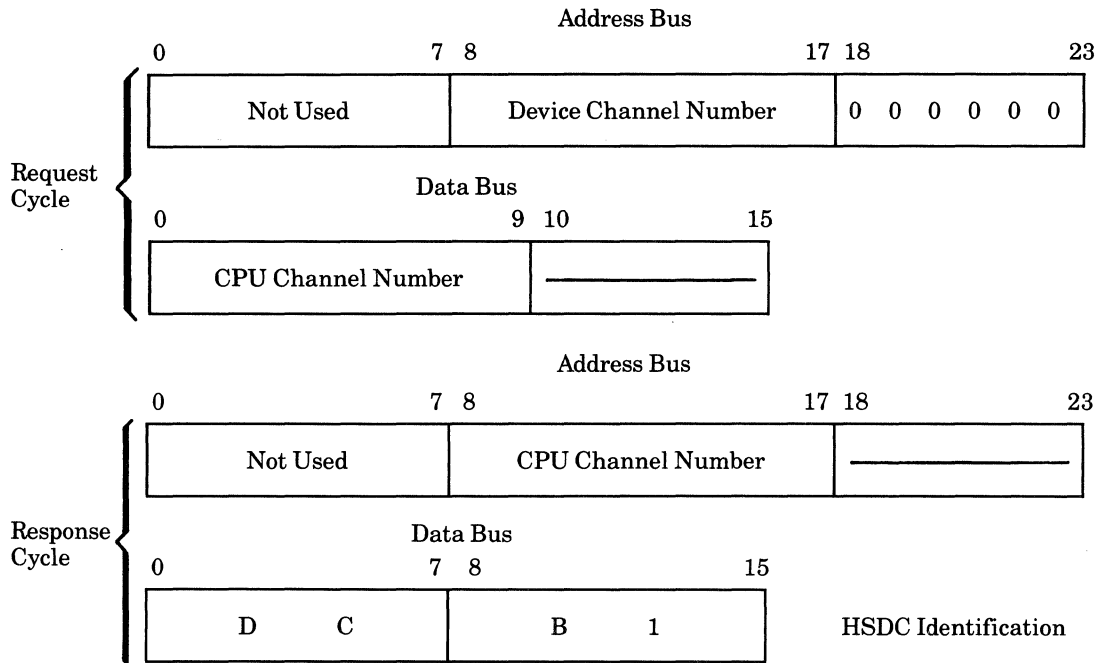 Address Bus
0 7 8 17 18 23
Not Used Device Channel Number 0 0 0 0 0 0
Request
Cycle
Data Bus
0 9 10 15
CPU Channel Number
Address Bus
0 7 8 17 18 23
Not Used CPU Channel Number
Response
Cycle
Data Bus
0 7 8 15
D C B 1 HSDC Identification